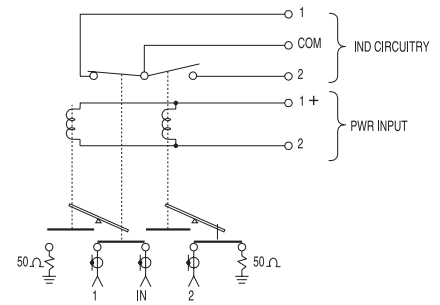 1
COM
2
IND CIRCUITRY
1 +
2
PWR INPUT
50 Ω
50 Ω
1
IN
2